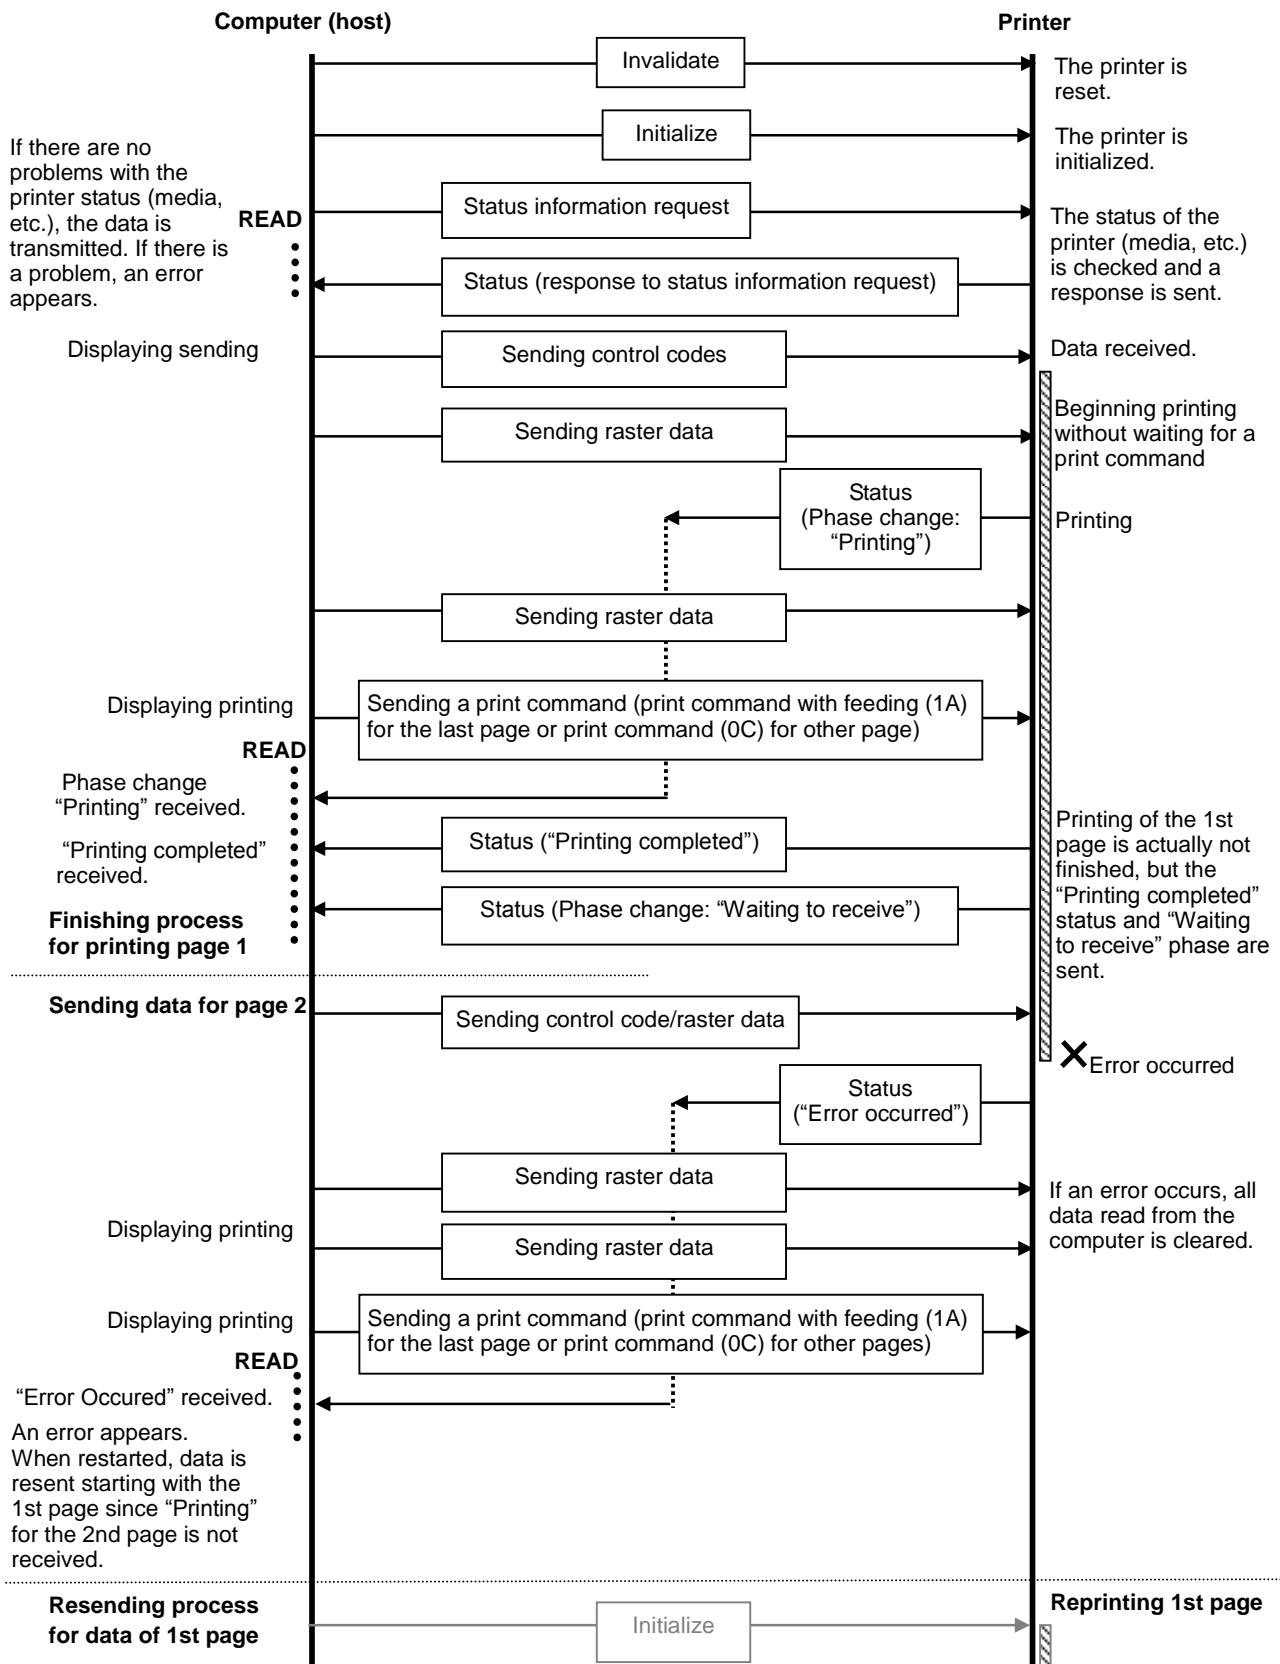 Computer (host)
Printer
Invalidate
The printer is
reset.
Initialize
The printer is
initialized.
If there are no
problems with the
printer status (media,
etc.), the data is
transmitted. If there is
a problem, an error
appears.
READ
Status information request
The status of the
printer (media, etc.)
is checked and a
response is sent.
Status (response to status information request)
Displaying sending
Sending control codes
Data received.
Sending raster data
Beginning printing
without waiting for a
print command
Status
(Phase change:
“Printing”)
Printing
Sending raster data
Displaying printing
Sending a print command (print command with feeding (1A)
for the last page or print command (0C) for other page)
READ
Phase change
“Printing” received.
“Printing completed”
received.
Status (“Printing completed”)
Printing of the 1st
page is actually not
finished, but the
“Printing completed”
status and “Waiting
to receive” phase are
sent.
Status (Phase change: “Waiting to receive”)
Finishing process
for printing page 1
Sending data for page 2
Sending control code/raster data
Error occurred
Status
(“Error occurred”)
Sending raster data
If an error occurs, all
data read from the
computer is cleared.
Displaying printing
Sending raster data
Displaying printing
Sending a print command (print command with feeding (1A)
for the last page or print command (0C) for other pages)
READ
“Error Occured” received.
An error appears.
When restarted, data is
resent starting with the
1st page since “Printing”
for the 2nd page is not
received.
Resending process
for data of 1st page
Initialize
Reprinting 1st page